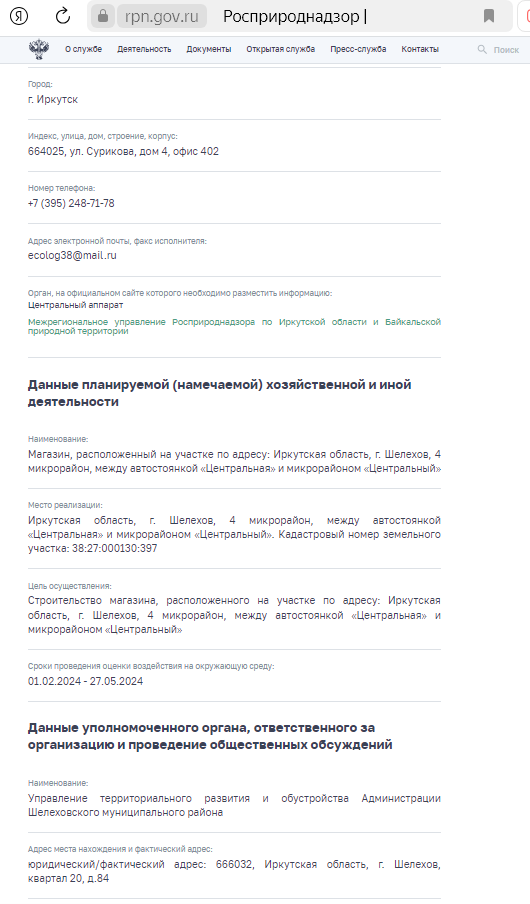 rpn.gov.ru Росприроднадзор |
О службе Деятельность Документы Открытая служба Пресс-служба Контакты Поиск
Город:
г. Иркутск
Индекс, улица, дом, строение, корпус:
664025, ул. Сурикова, дом 4, офис 402
Номер телефона:
+7 (395) 248-71-78
Адрес электронной почты, факс исполнителя:
ecolog38@mail.ru
Орган, на официальном сайте которого необходимо разместить информацию:
Центральный аппарат
Межрегиональное управление Росприроднадзора по Иркутской области и Байкальской
природной территории
Данные планируемой (намечаемой) хозяйственной и иной
деятельности
Наименование:
Магазин, расположенный на участке по адресу: Иркутская область, г. Шелехов, 4
микрорайон, между автостоянкой «Центральная» и микрорайоном «Центральный»
Место реализации:
Иркутская область, г. Шелехов, 4 микрорайон, между автостоянкой
«Центральная» и микрорайоном «Центральный». Кадастровый номер земельного
участка: 38:27:000130:397
Цель осуществления:
Строительство магазина, расположенного на участке по адресу: Иркутская
область, г. Шелехов, 4 микрорайон, между автостоянкой «Центральная» и
микрорайоном «Центральный»
Сроки проведения оценки воздействия на окружающую среду:
01.02.2024 - 27.05.2024
Данные уполномоченного органа, ответственного за
организацию и проведение общественных обсуждений
Наименование:
Управление территориального развития и обустройства Администрации
Шелеховского муниципального района
Адрес места нахождения и фактический адрес:
юридический/фактический адрес: 666032, Иркутская область, г. Шелехов,
квартал 20, д.84